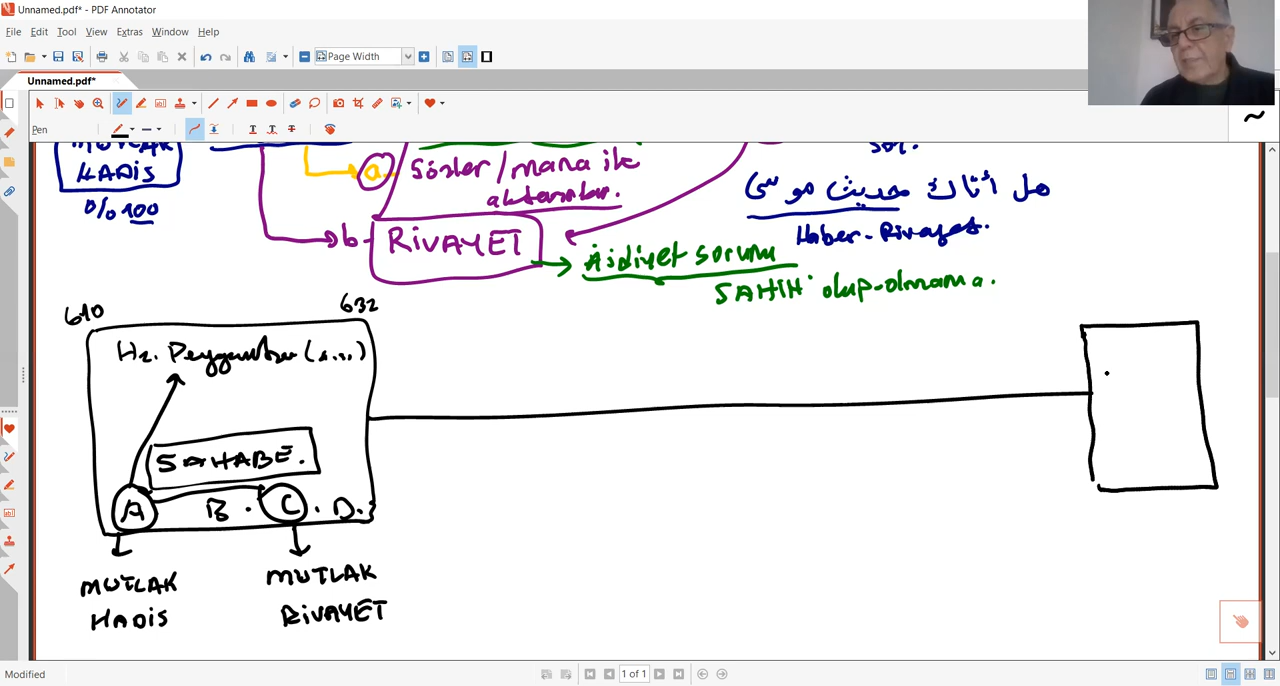 Unnamed.pdf* - PDF Annotator
File Edit Tool View Extras Window Help
Page Width
Unnamed.pdf*
Pen
MUTLAK
HADİS
%100
a.
Sözler/mana ile
aktarılar.
söz.
هل أتاك حديث موسى
Haber-Rivayet.
b- RİVAYET
Aidiyet sorunu
SAHİH olup-olmama.
610
632
Hz. Peygamber (s...)
SAHABE.
A B. C. D.
MUTLAK
HADİS
MUTLAK
RİVAYET
1 of 1
Modified